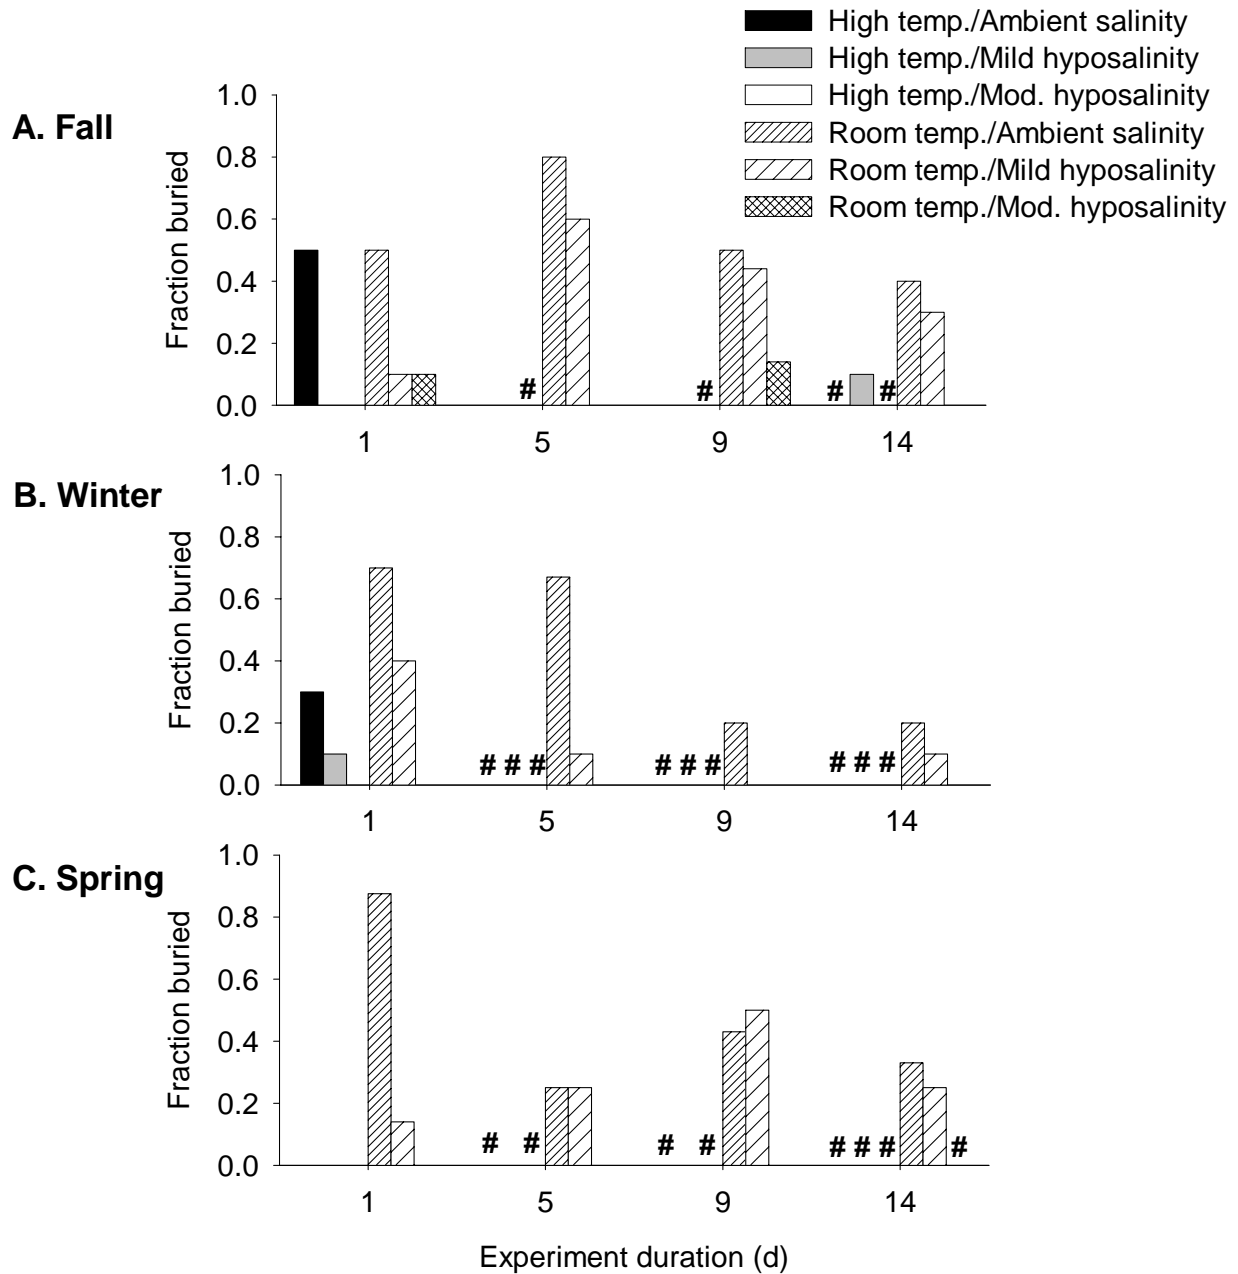 High temp./Ambient salinity
High temp./Mild hyposalinity
High temp./Mod. hyposalinity
Room temp./Ambient salinity
Room temp./Mild hyposalinity
Room temp./Mod. hyposalinity
A. Fall
Fraction buried
1.0
0.8
0.6
0.4
0.2
0.0
# # # #
1 5 9 14
B. Winter
Fraction buried
1.0
0.8
0.6
0.4
0.2
0.0
# # # # # # # # #
1 5 9 14
C. Spring
Fraction buried
1.0
0.8
0.6
0.4
0.2
0.0
# # # # # # # #
1 5 9 14
Experiment duration (d)